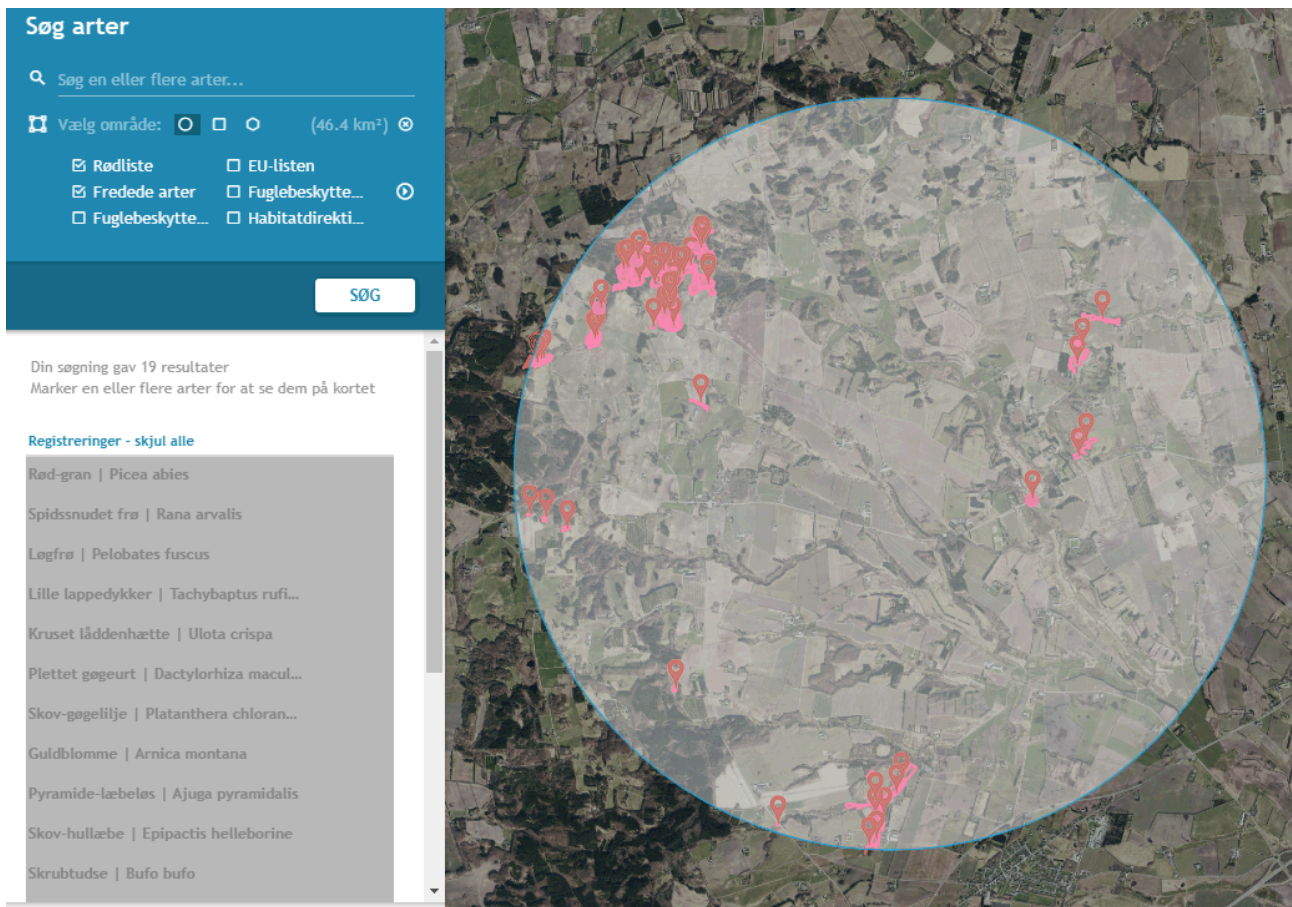 Søg arter
Søg en eller flere arter...
Vælg område: (46.4 km²)
Rødliste EU-listen
Fredede arter Fuglebeskytte...
Fuglebeskytte... Habitatdirekti...
SØG
Din søgning gav 19 resultater
Marker en eller flere arter for at se dem på kortet
Registreringer - skjul alle
Rød-gran | Picea abies
Spidssnudet frø | Rana arvalis
Løgfrø | Pelobates fuscus
Lille lappedykker | Tachybaptus rufi...
Kruset låddenhætte | Ulota crispa
Plettet gøgeurt | Dactylorhiza macul...
Skov-gøgelilje | Platanthera chloran...
Guldblomme | Arnica montana
Pyramide-læbeløs | Ajuga pyramidalis
Skov-hullæbe | Epipactis helleborine
Skrubtudse | Bufo bufo